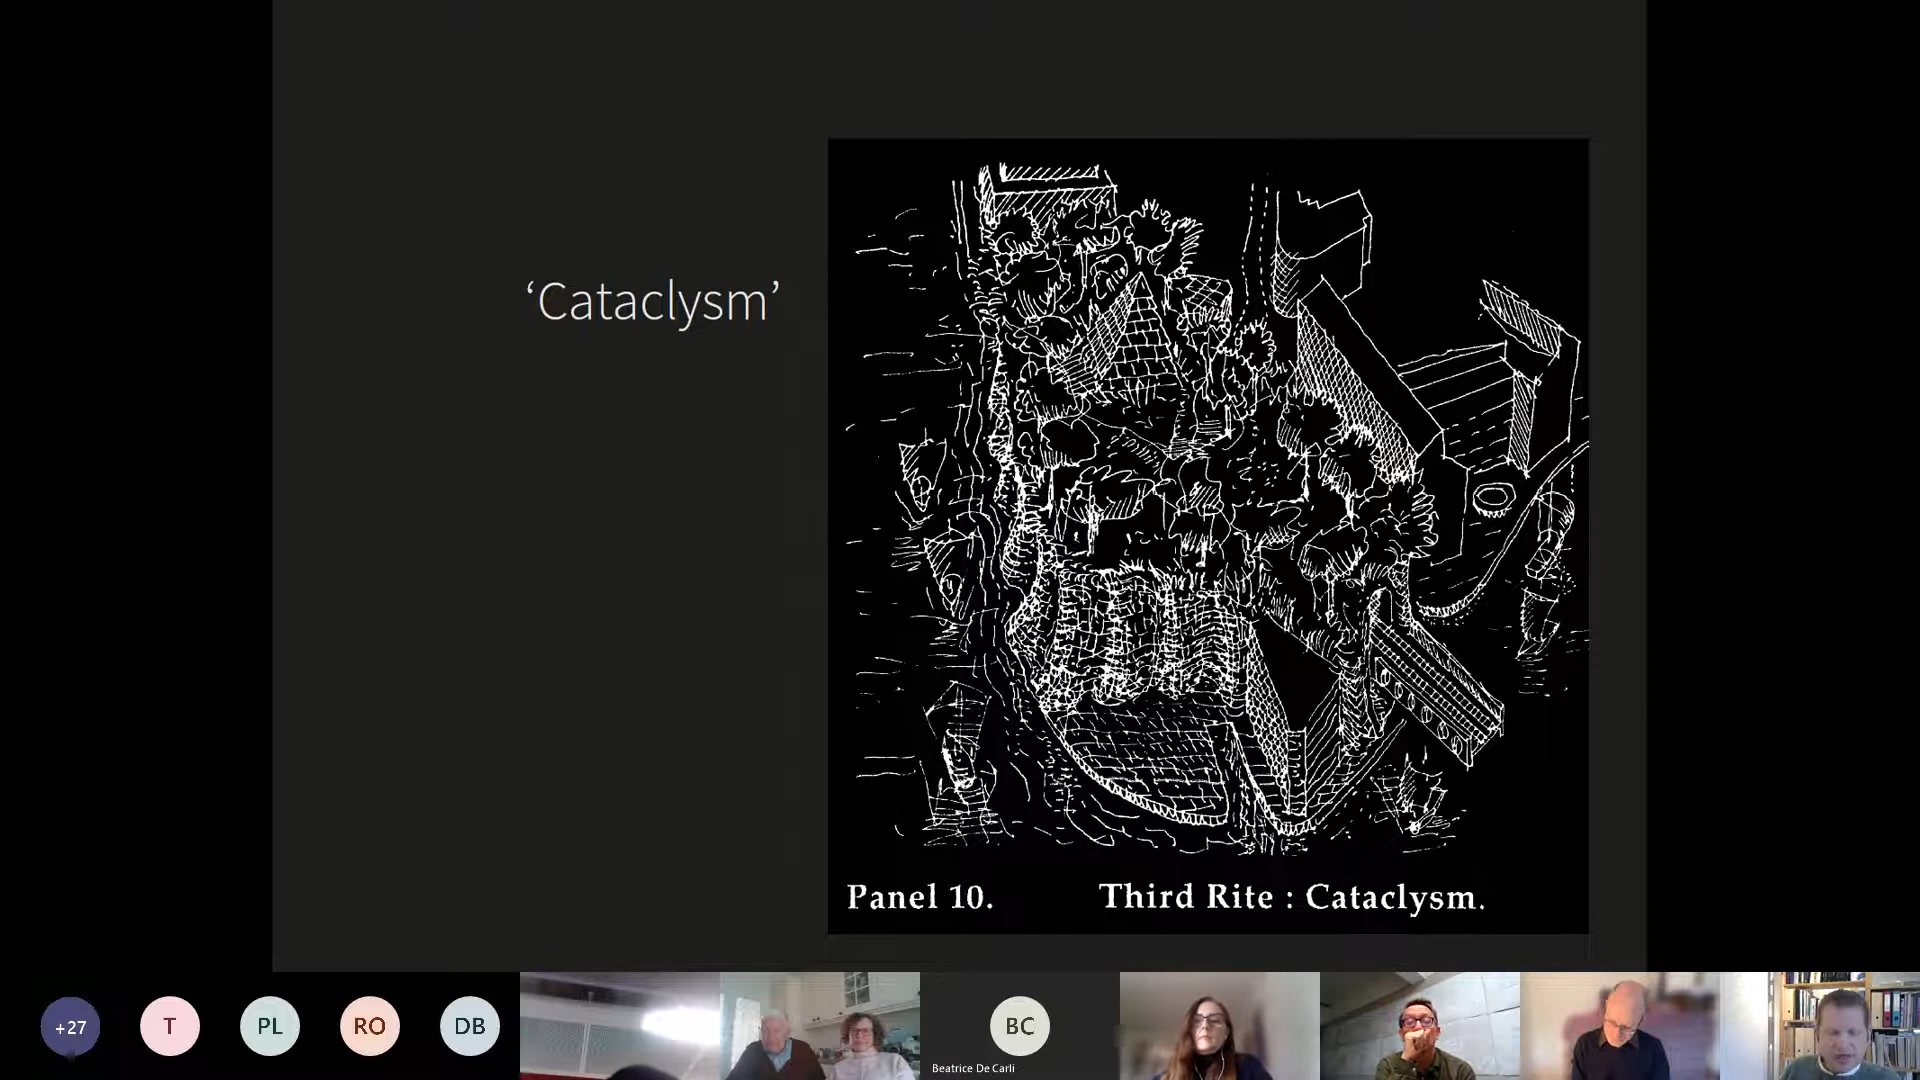 ‘Cataclysm’
Panel 10. Third Rite : Cataclysm.
+27
T
PL
RO
DB
BC
Beatrice De Carli